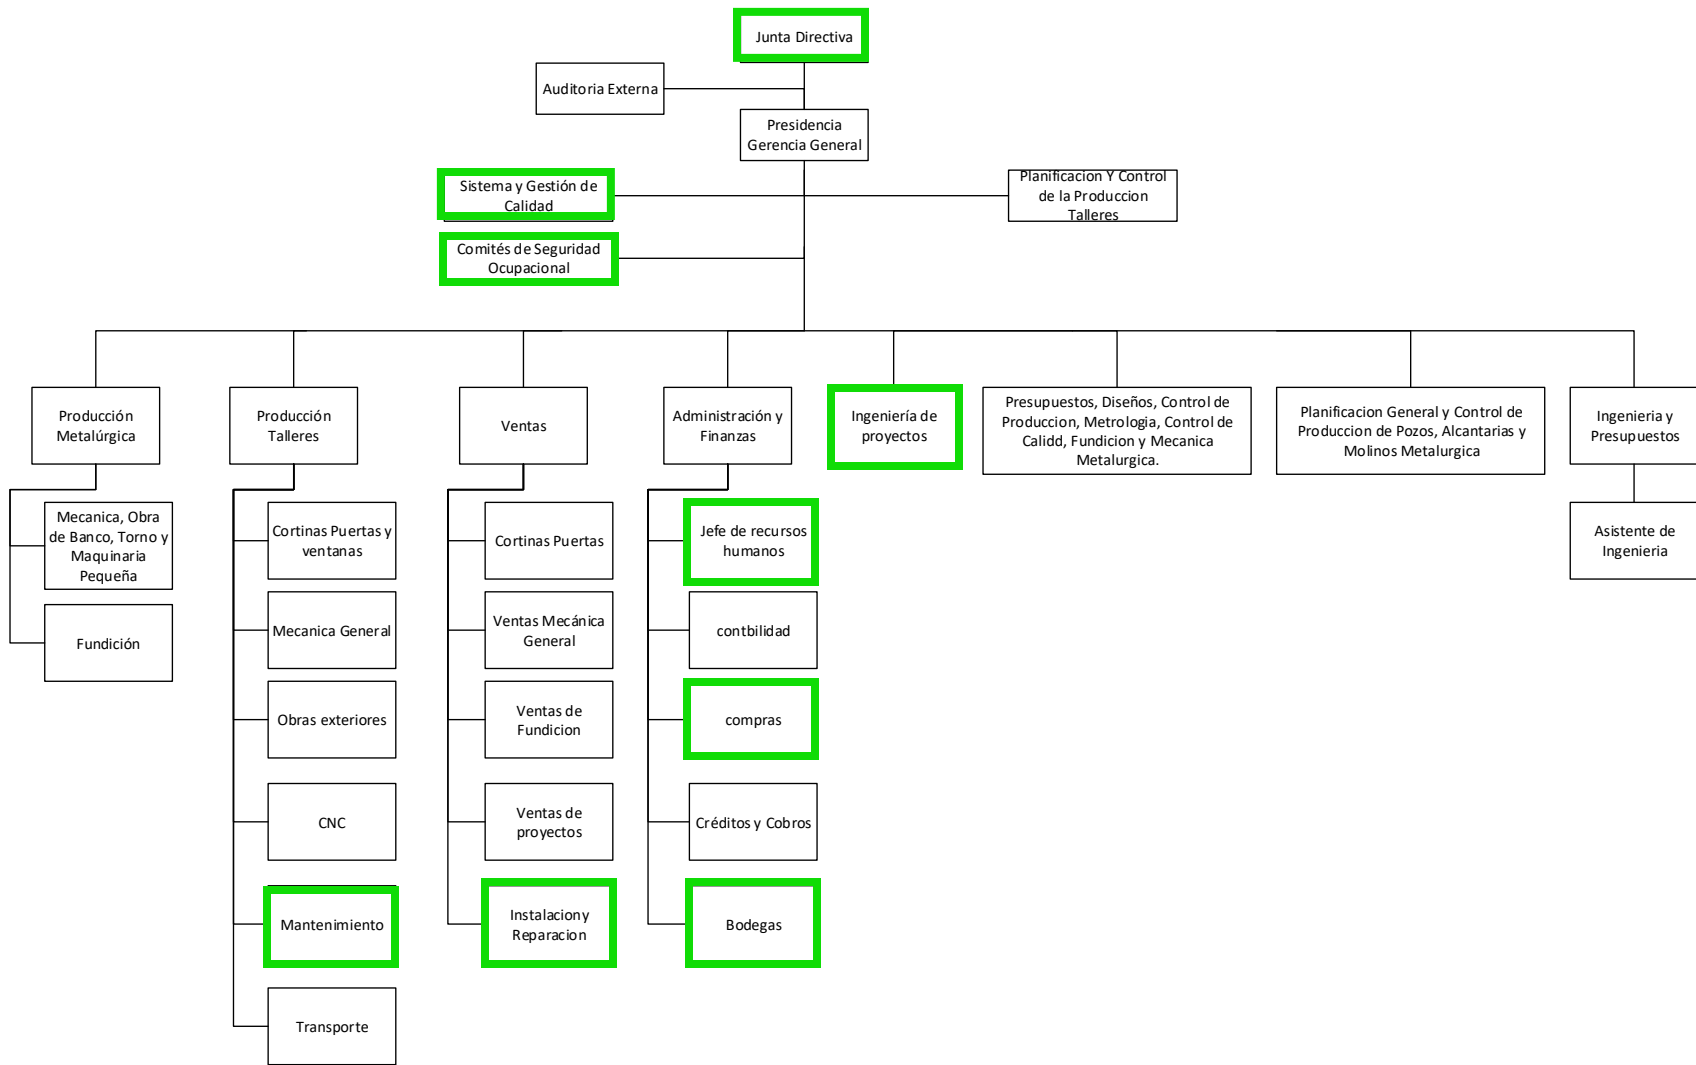 Junta Directiva
Auditoria Externa
Presidencia
Gerencia General
Sistema y Gestión de
Calidad
Planificacion Y Control
de la Produccion
Talleres
Comités de Seguridad
Ocupacional
Producción
Metalúrgica
Producción
Talleres
Ventas
Administración y
Finanzas
Ingeniería de
proyectos
Presupuestos, Diseños, Control de
Produccion, Metrologia, Control de
Calidd, Fundicion y Mecanica
Metalurgica.
Planificacion General y Control de
Produccion de Pozos, Alcantarias y
Molinos Metalurgica
Ingenieria y
Presupuestos
Mecanica, Obra
de Banco, Torno y
Maquinaria
Pequeña
Cortinas Puertas y
ventanas
Cortinas Puertas
Jefe de recursos
humanos
Asistente de
Ingenieria
Fundición
Mecanica General
Ventas Mecánica
General
contbilidad
Obras exteriores
Ventas de
Fundicion
compras
CNC
Ventas de
proyectos
Créditos y Cobros
Mantenimiento
Instalacion y
Reparacion
Bodegas
Transporte